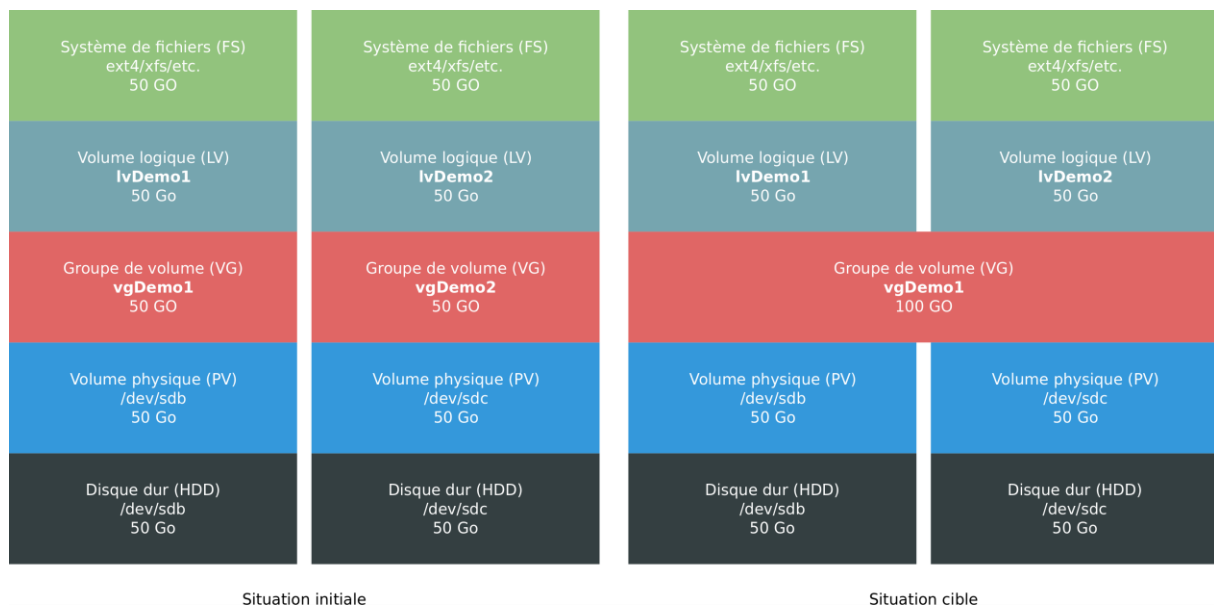 Système de fichiers (FS)
ext4/xfs/etc.
50 GO
Système de fichiers (FS)
ext4/xfs/etc.
50 GO
Système de fichiers (FS)
ext4/xfs/etc.
50 GO
Système de fichiers (FS)
ext4/xfs/etc.
50 GO
Volume logique (LV)
lvDemo1
50 Go
Volume logique (LV)
lvDemo2
50 Go
Volume logique (LV)
lvDemo1
50 Go
Volume logique (LV)
lvDemo2
50 Go
Groupe de volume (VG)
vgDemo1
50 GO
Groupe de volume (VG)
vgDemo2
50 GO
Groupe de volume (VG)
vgDemo1
100 GO
Volume physique (PV)
/dev/sdb
50 Go
Volume physique (PV)
/dev/sdc
50 Go
Volume physique (PV)
/dev/sdb
50 Go
Volume physique (PV)
/dev/sdc
50 Go
Disque dur (HDD)
/dev/sdb
50 Go
Disque dur (HDD)
/dev/sdc
50 Go
Disque dur (HDD)
/dev/sdb
50 Go
Disque dur (HDD)
/dev/sdc
50 Go
Situation initiale
Situation cible